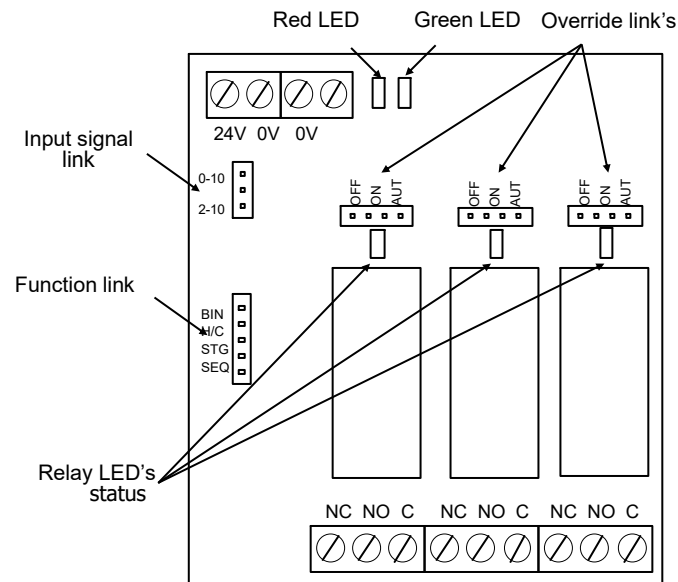 Red LED
Green LED
Override link's
24V 0V 0V
Input signal
link
0-10
2-10
OFF
ON
AUT
OFF
ON
AUT
OFF
ON
AUT
Function link
BIN
H/C
STG
SEQ
Relay LED's
status
NC NO C NC NO C NC NO C